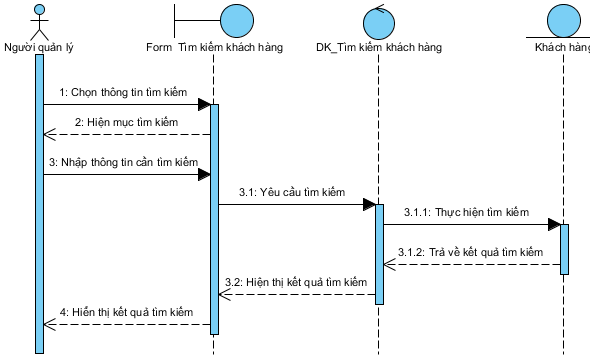 Người quản lý
Form Tìm kiếm khách hàng
DK_Tìm kiếm khách hàng
Khách hàng
1: Chọn thông tin tìm kiếm
2: Hiện mục tìm kiếm
3: Nhập thông tin cần tìm kiếm
3.1: Yêu cầu tìm kiếm
3.1.1: Thực hiện tìm kiếm
3.1.2: Trả về kết quả tìm kiếm
3.2: Hiện thị kết quả tìm kiếm
4: Hiển thị kết quả tìm kiếm